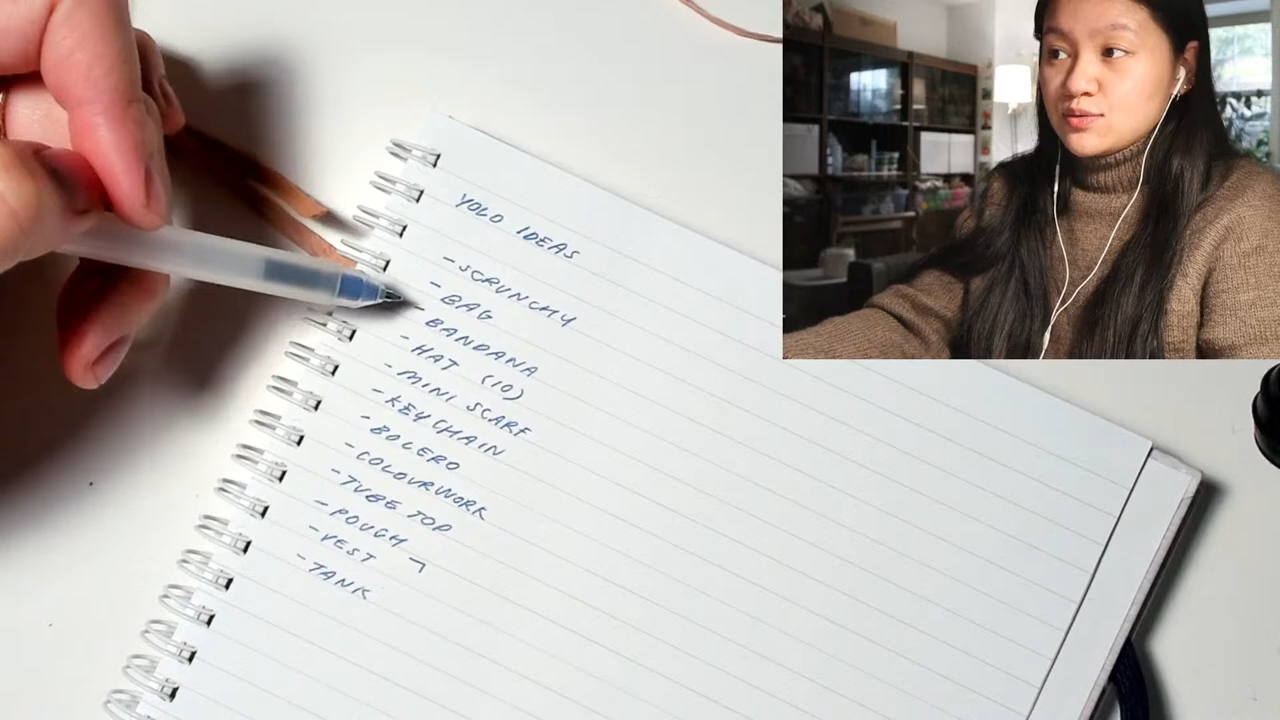 YOLO IDEAS
- SCRUNCHY
- BAG
- BANDANA
- HAT (10)
- MINI SCARF
- KEYCHAIN
- BOLERO
- COLOURWORK
- TUBE TOP
- POUCH
- VEST
- TANK